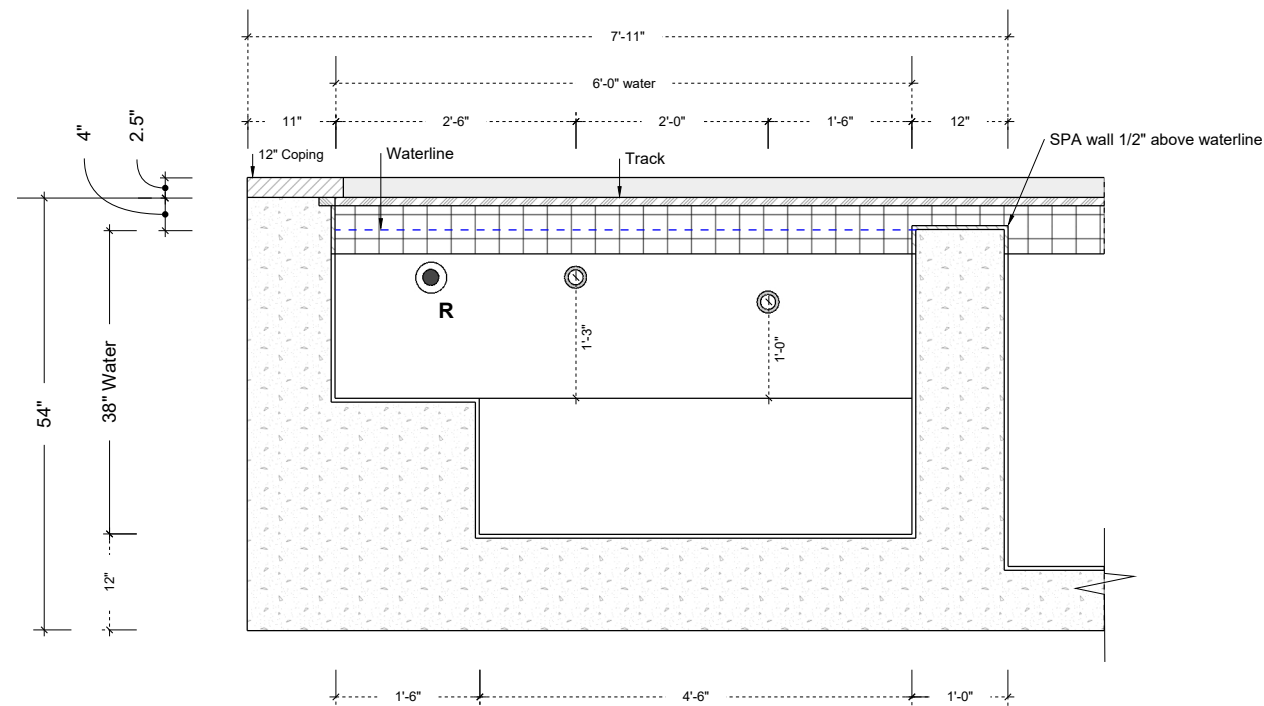 7'-11"
6'-0" water
11"
2'-6"
2'-0"
1'-6"
12"
4"
2.5"
12" Coping
Waterline
Track
SPA wall 1/2" above waterline
R
1'-3"
1'-0"
54"
38" Water
12"
1'-6"
4'-6"
1'-0"